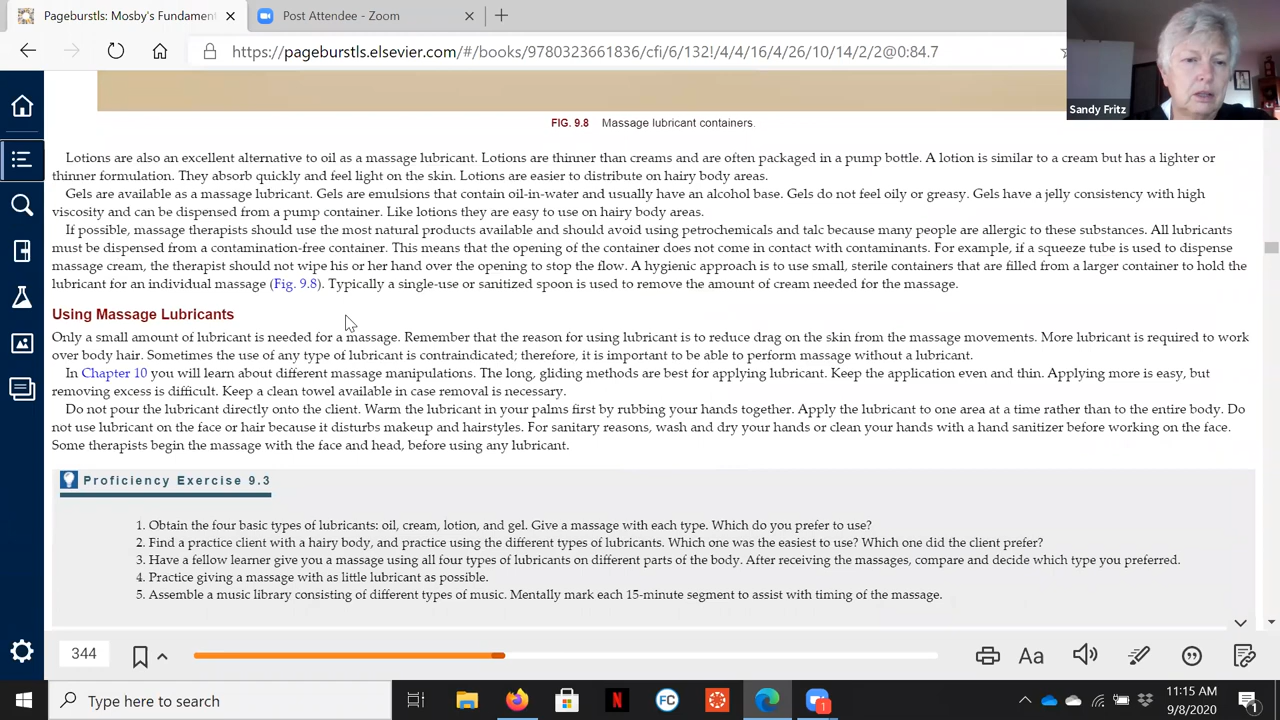 Pageburstls: Mosby's Fundament
Post Attendee - Zoom
https://pageburstls.elsevier.com/#/books/9780323661836/cfi/6/132!/4/4/16/4/26/10/14/2/2@0:84.7
Sandy Fritz
FIG. 9.8 Massage lubricant containers.
Lotions are also an excellent alternative to oil as a massage lubricant. Lotions are thinner than creams and are often packaged in a pump bottle. A lotion is similar to a cream but has a lighter or
thinner formulation. They absorb quickly and feel light on the skin. Lotions are easier to distribute on hairy body areas.
Gels are available as a massage lubricant. Gels are emulsions that contain oil-in-water and usually have an alcohol base. Gels do not feel oily or greasy. Gels have a jelly consistency with high
viscosity and can be dispensed from a pump container. Like lotions they are easy to use on hairy body areas.
If possible, massage therapists should use the most natural products available and should avoid using petrochemicals and talc because many people are allergic to these substances. All lubricants
must be dispensed from a contamination-free container. This means that the opening of the container does not come in contact with contaminants. For example, if a squeeze tube is used to dispense
massage cream, the therapist should not wipe his or her hand over the opening to stop the flow. A hygienic approach is to use small, sterile containers that are filled from a larger container to hold the
lubricant for an individual massage (Fig. 9.8). Typically a single-use or sanitized spoon is used to remove the amount of cream needed for the massage.
Using Massage Lubricants
Only a small amount of lubricant is needed for a massage. Remember that the reason for using lubricant is to reduce drag on the skin from the massage movements. More lubricant is required to work
over body hair. Sometimes the use of any type of lubricant is contraindicated; therefore, it is important to be able to perform massage without a lubricant.
In Chapter 10 you will learn about different massage manipulations. The long, gliding methods are best for applying lubricant. Keep the application even and thin. Applying more is easy, but
removing excess is difficult. Keep a clean towel available in case removal is necessary.
Do not pour the lubricant directly onto the client. Warm the lubricant in your palms first by rubbing your hands together. Apply the lubricant to one area at a time rather than to the entire body. Do
not use lubricant on the face or hair because it disturbs makeup and hairstyles. For sanitary reasons, wash and dry your hands or clean your hands with a hand sanitizer before working on the face.
Some therapists begin the massage with the face and head, before using any lubricant.
Proficiency Exercise 9.3
1. Obtain the four basic types of lubricants: oil, cream, lotion, and gel. Give a massage with each type. Which do you prefer to use?
2. Find a practice client with a hairy body, and practice using the different types of lubricants. Which one was the easiest to use? Which one did the client prefer?
3. Have a fellow learner give you a massage using all four types of lubricants on different parts of the body. After receiving the massages, compare and decide which type you preferred.
4. Practice giving a massage with as little lubricant as possible.
5. Assemble a music library consisting of different types of music. Mentally mark each 15-minute segment to assist with timing of the massage.
344
Aa
Type here to search
N
FC
1
11:15 AM
9/8/2020
1